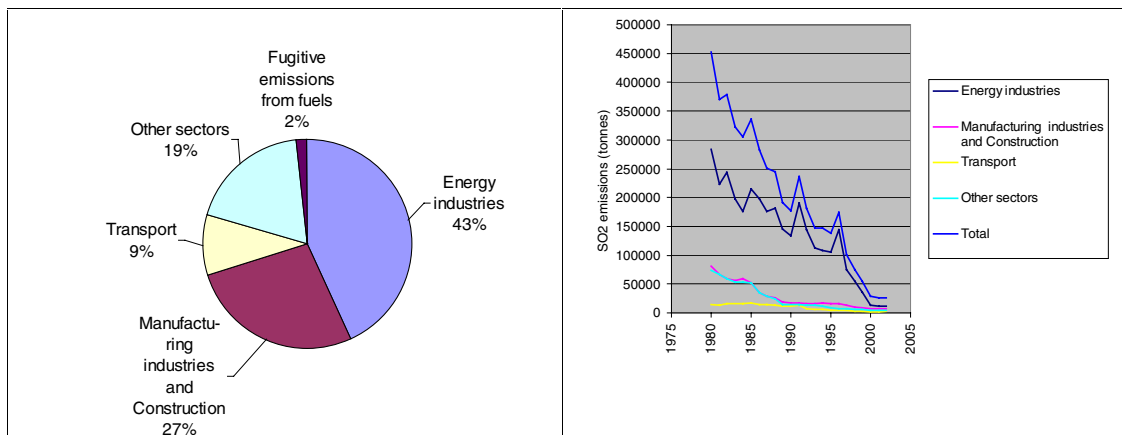 Fugitive
emissions
from fuels
2%
Other sectors
19%
Energy
industries
43%
Transport
9%
Manufactu-
ring
industries
and
Construction
27%
500000
450000
400000
350000
300000
250000
200000
150000
100000
50000
0
SO2 emissions (tonnes)
1975
1980
1985
1990
1995
2000
2005
Energy industries
Manufacturing industries
and Construction
Transport
Other sectors
Total